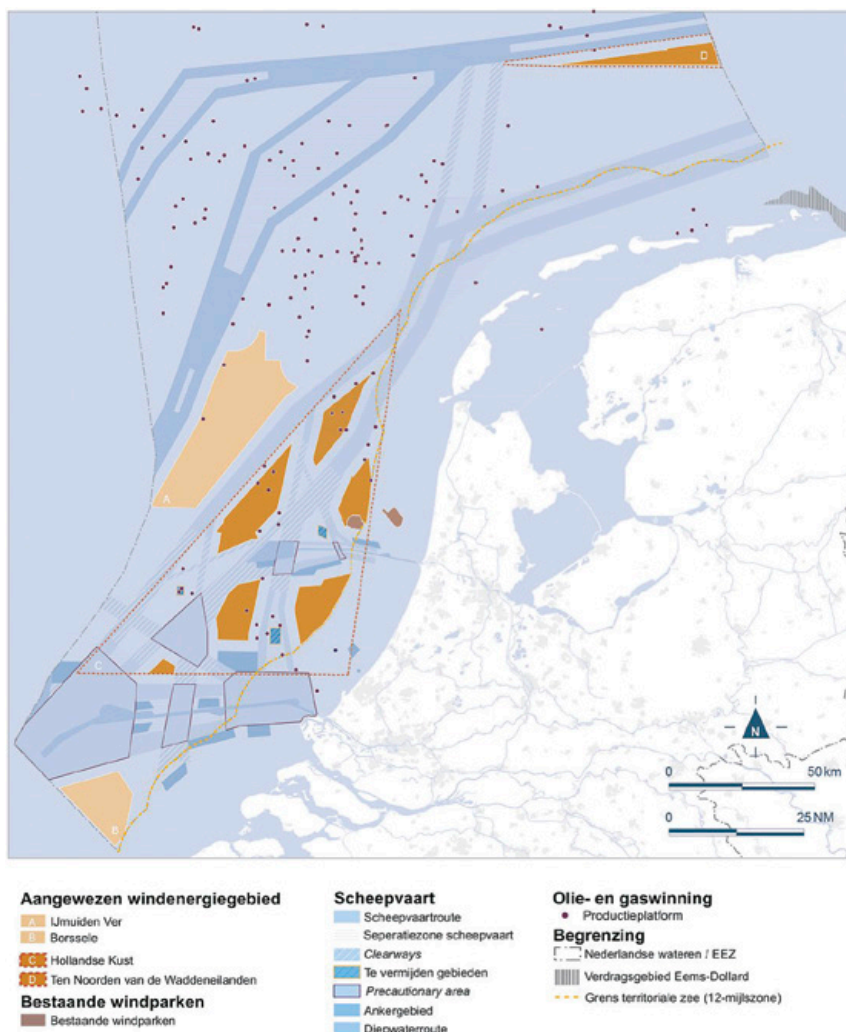 D
A
C
B
N
0 50 km
0 25 NM
Aangewezen windenergiegebied
A IJmuiden Ver
B Borssele
C Hollandse Kust
D Ten Noorden van de Waddeneilanden
Bestaande windparken
Bestaande windparken
Scheepvaart
Scheepvaartroute
Seperatiezone scheepvaart
Clearways
Te vermijden gebieden
Precautionary area
Ankergebied
Diepwaterroute
Olie- en gaswinning
Productieplatform
Begrenzing
Nederlandse wateren / EEZ
Verdragsgebied Eems-Dollard
Grens territoriale zee (12-mijlszone)